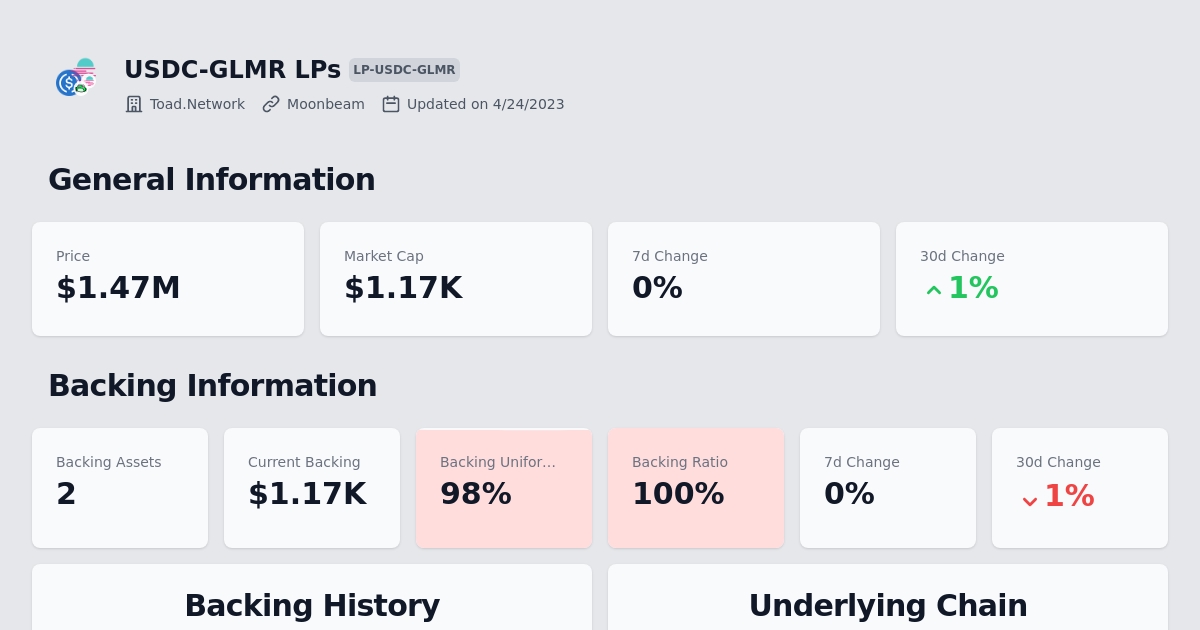 USDC-GLMR LPs LP-USDC-GLMR
Toad.Network Moonbeam Updated on 4/24/2023
General Information
Price Market Cap 7d Change 30d Change
$1.47M $1.17K 0% 1%
Backing Information
Backing Assets Current Backing Backing Unifor... Backing Ratio 7d Change 30d Change
2 $1.17K 98% 100% 0% 1%
Backing History Underlying Chain